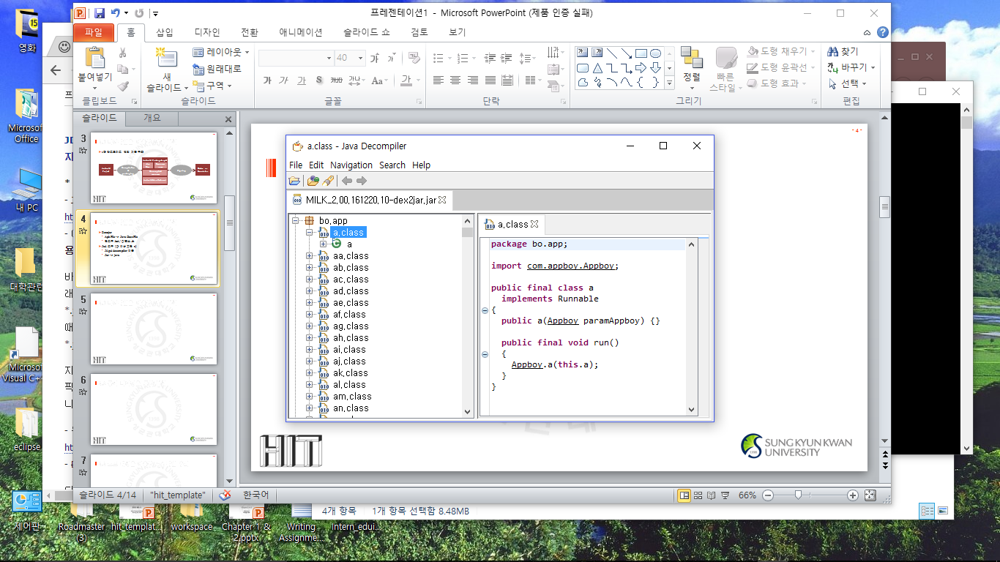 영화
Microsoft
Office
내 PC
대학관련
Visual C++
eclipse
제어판
Roadmaster
(3)
hit_templat...
workspace
Chapter 1 &
2.pptx
Writing
Assignme...
프레젠테이션1 - Microsoft PowerPoint (제품 인증 실패)
파일 홈 삽입 디자인 전환 애니메이션 슬라이드 쇼 검토 보기
붙여넣기
새
슬라이드
레이아웃
원래대로
구역
40
가 가 가 S 가나 Aa 가
정렬
빠른
스타일
도형 채우기
도형 윤곽선
도형 효과
찾기
바꾸기
선택
클립보드 슬라이드 글꼴 단락 그리기 편집
슬라이드 개요
3
HIT
4
HIT
5
HIT
6
HIT
7
- 4 -
a.class - Java Decompiler
File Edit Navigation Search Help
MILK_2,00,161220,10-dex2jar.jar
bo,app
a,class
a
aa,class
ab,class
ac,class
ad,class
ae,class
af,class
ag,class
ah,class
ai,class
aj,class
ak,class
al,class
am,class
an,class
a,class
package bo.app;
import com.appboy.Appboy;
public final class a
implements Runnable
{
public a(Appboy paramAppboy) {}
public final void run()
{
Appboy.a(this.a);
}
}
HIT
SUNG KYUN KWAN
UNIVERSITY
슬라이드 4/14 "hit_template" 한국어 66%
4개 항목 1개 항목 선택함 8.48MB